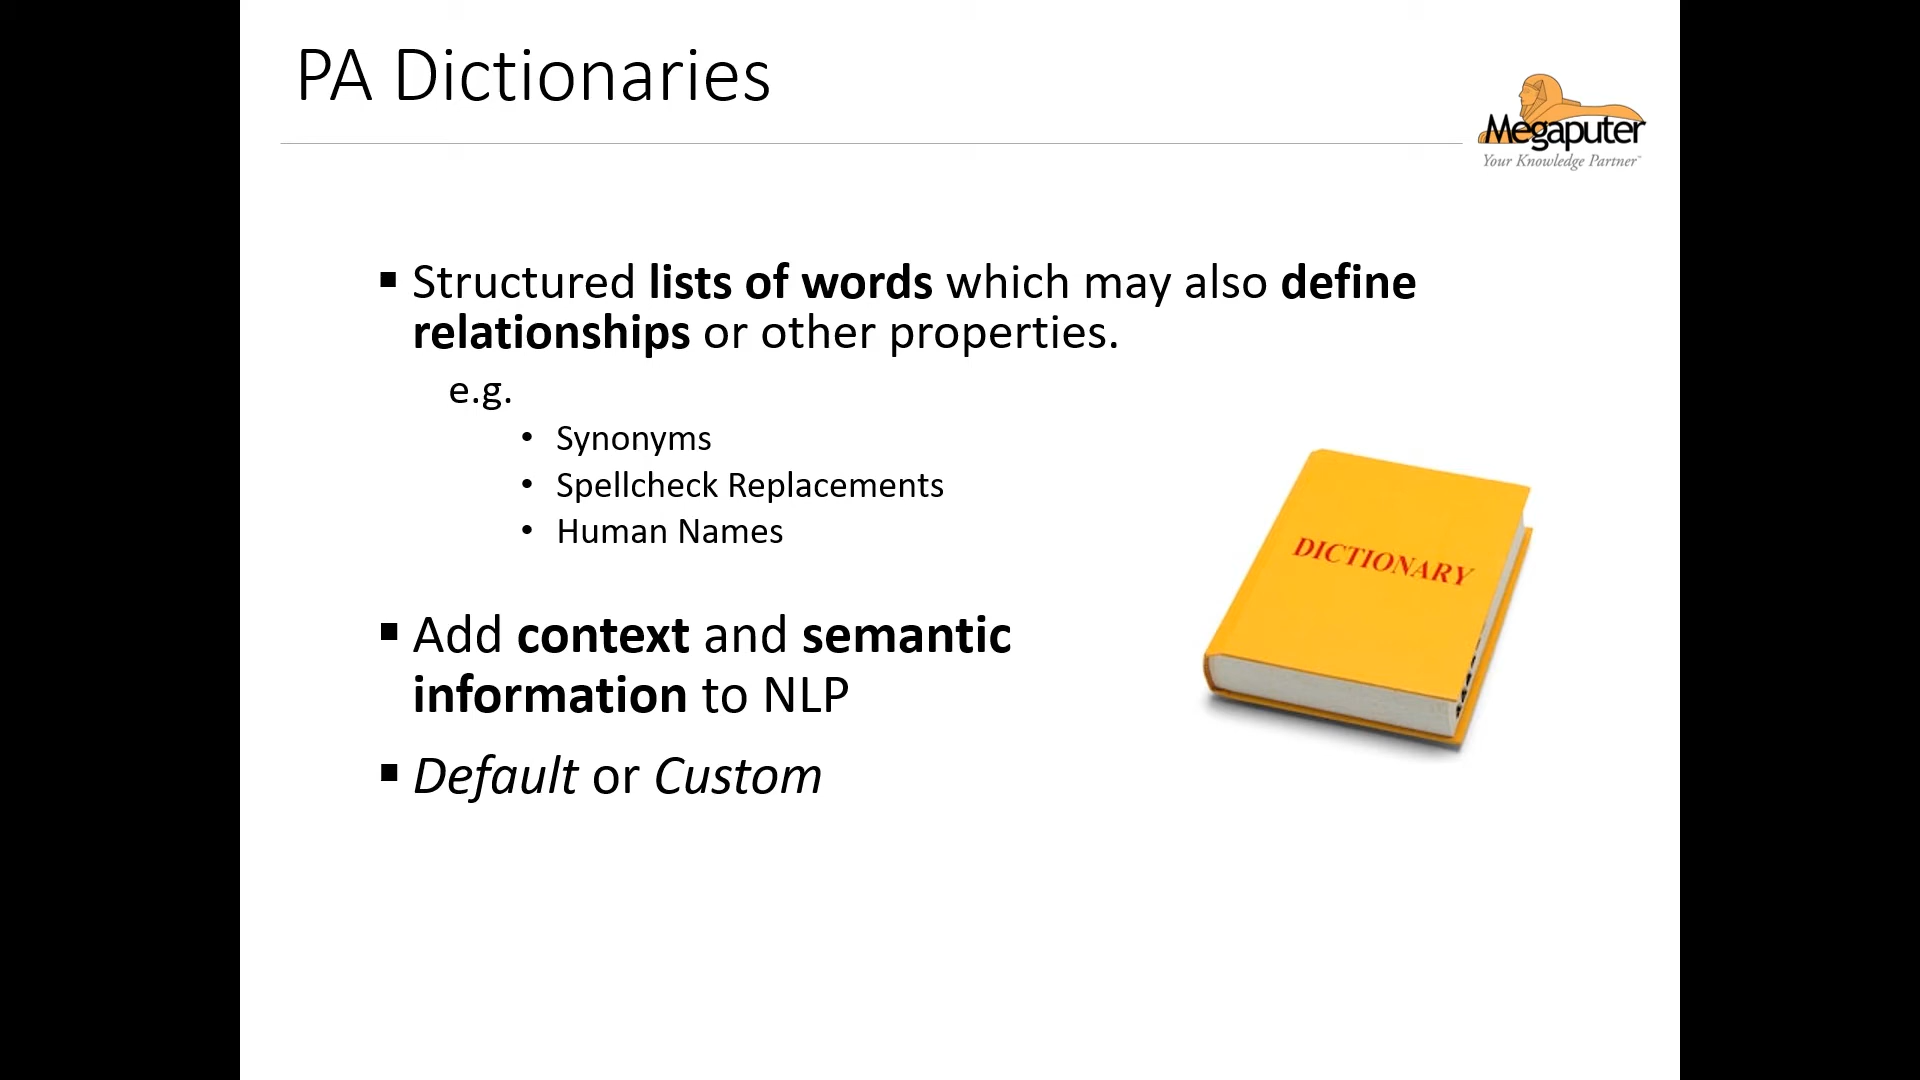 PA Dictionaries
Megaputer
Your Knowledge Partner™
▪ Structured lists of words which may also define
relationships or other properties.
e.g.
• Synonyms
• Spellcheck Replacements
• Human Names
DICTIONARY
▪ Add context and semantic
information to NLP
▪ Default or Custom